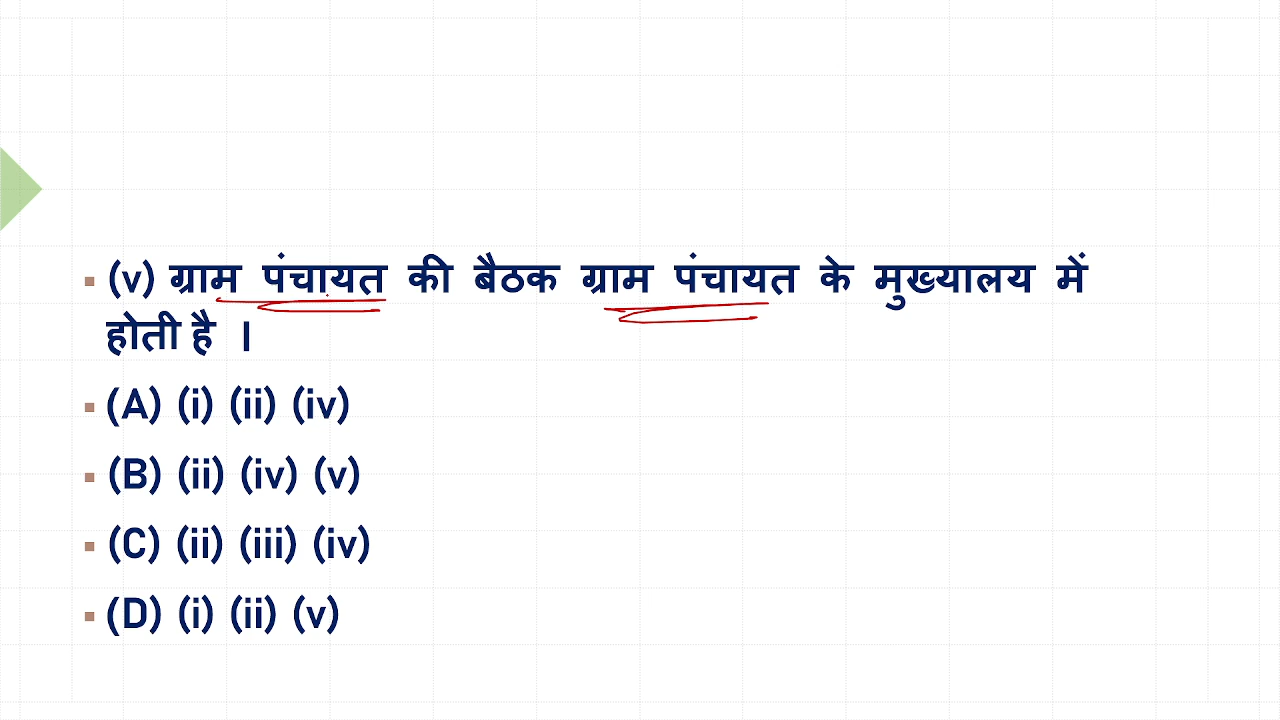 (v) ग्राम पंचायत की बैठक ग्राम पंचायत के मुख्यालय में
होती है ।
(A) (i) (ii) (iv)
(B) (ii) (iv) (v)
(C) (ii) (iii) (iv)
(D) (i) (ii) (v)